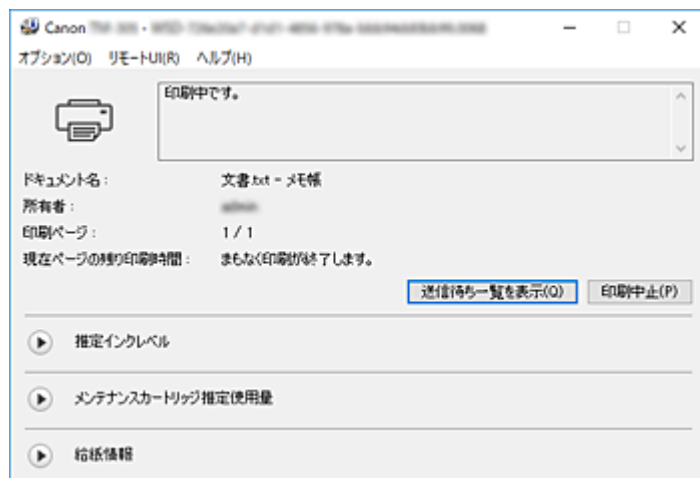 Canon
オプション(O) リモートUI(R) ヘルプ(H)
印刷中です。
ドキュメント名 : 文書.txt - メモ帳
所有者 :
印刷ページ : 1 / 1
現在ページの残り印刷時間 : まもなく印刷が終了します。
送信待ち一覧を表示(Q) 印刷中止(P)
推定インクレベル
メンテナンスカートリッジ推定使用量
給紙情報